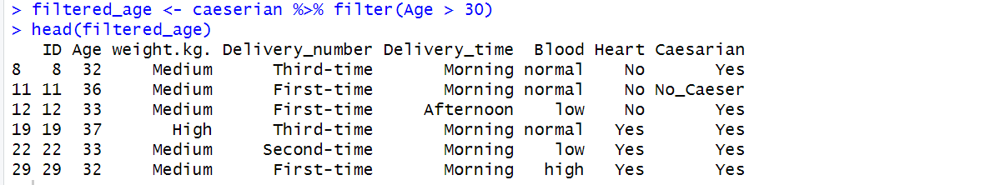 > filtered_age <- caeserian %>% filter(Age > 30)
> head(filtered_age)
   ID Age weight.kg. Delivery_number Delivery_time  Blood Heart Caesarian
8   8  32     Medium      Third-time       Morning normal    No       Yes
11 11  36     Medium      First-time       Morning normal    No No_Caeser
12 12  33     Medium      First-time     Afternoon    low    No       Yes
19 19  37       High      Third-time       Morning normal   Yes       Yes
22 22  33     Medium     Second-time       Morning    low   Yes       Yes
29 29  32     Medium      First-time       Morning   high   Yes       Yes